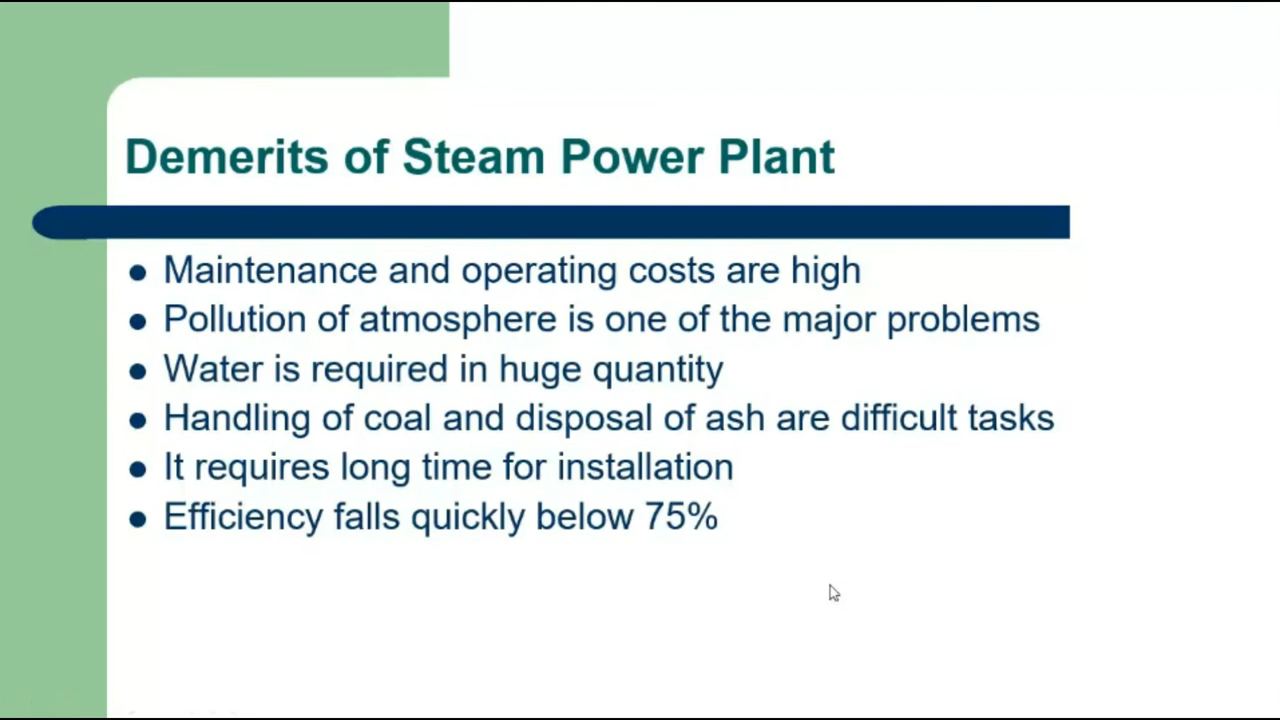 Demerits of Steam Power Plant
● Maintenance and operating costs are high
● Pollution of atmosphere is one of the major problems
● Water is required in huge quantity
● Handling of coal and disposal of ash are difficult tasks
● It requires long time for installation
● Efficiency falls quickly below 75%